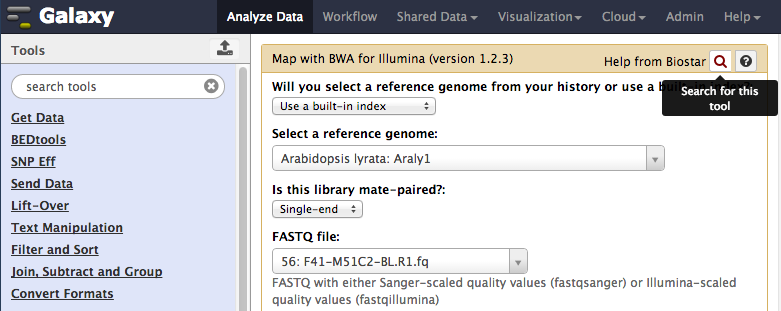 Galaxy
Analyze Data Workflow Shared Data Visualization Cloud Admin Help
Tools
search tools
Get Data
BEDtools
SNP Eff
Send Data
Lift-Over
Text Manipulation
Filter and Sort
Join, Subtract and Group
Convert Formats
Map with BWA for Illumina (version 1.2.3)
Help from Biostar
Search for this
tool
Will you select a reference genome from your history or use a built-in index?
Use a built-in index
Select a reference genome:
Arabidopsis lyrata: Araly1
Is this library mate-paired?:
Single-end
FASTQ file:
56: F41-M51C2-BL.R1.fq
FASTQ with either Sanger-scaled quality values (fastqsanger) or Illumina-scaled
quality values (fastqillumina)